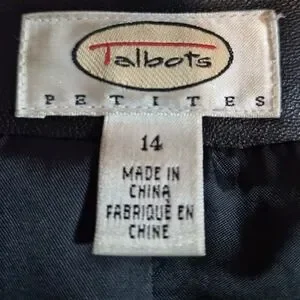 Talbots
PETITES
14
MADE IN
CHINA
FABRIQUÉ EN
CHINE